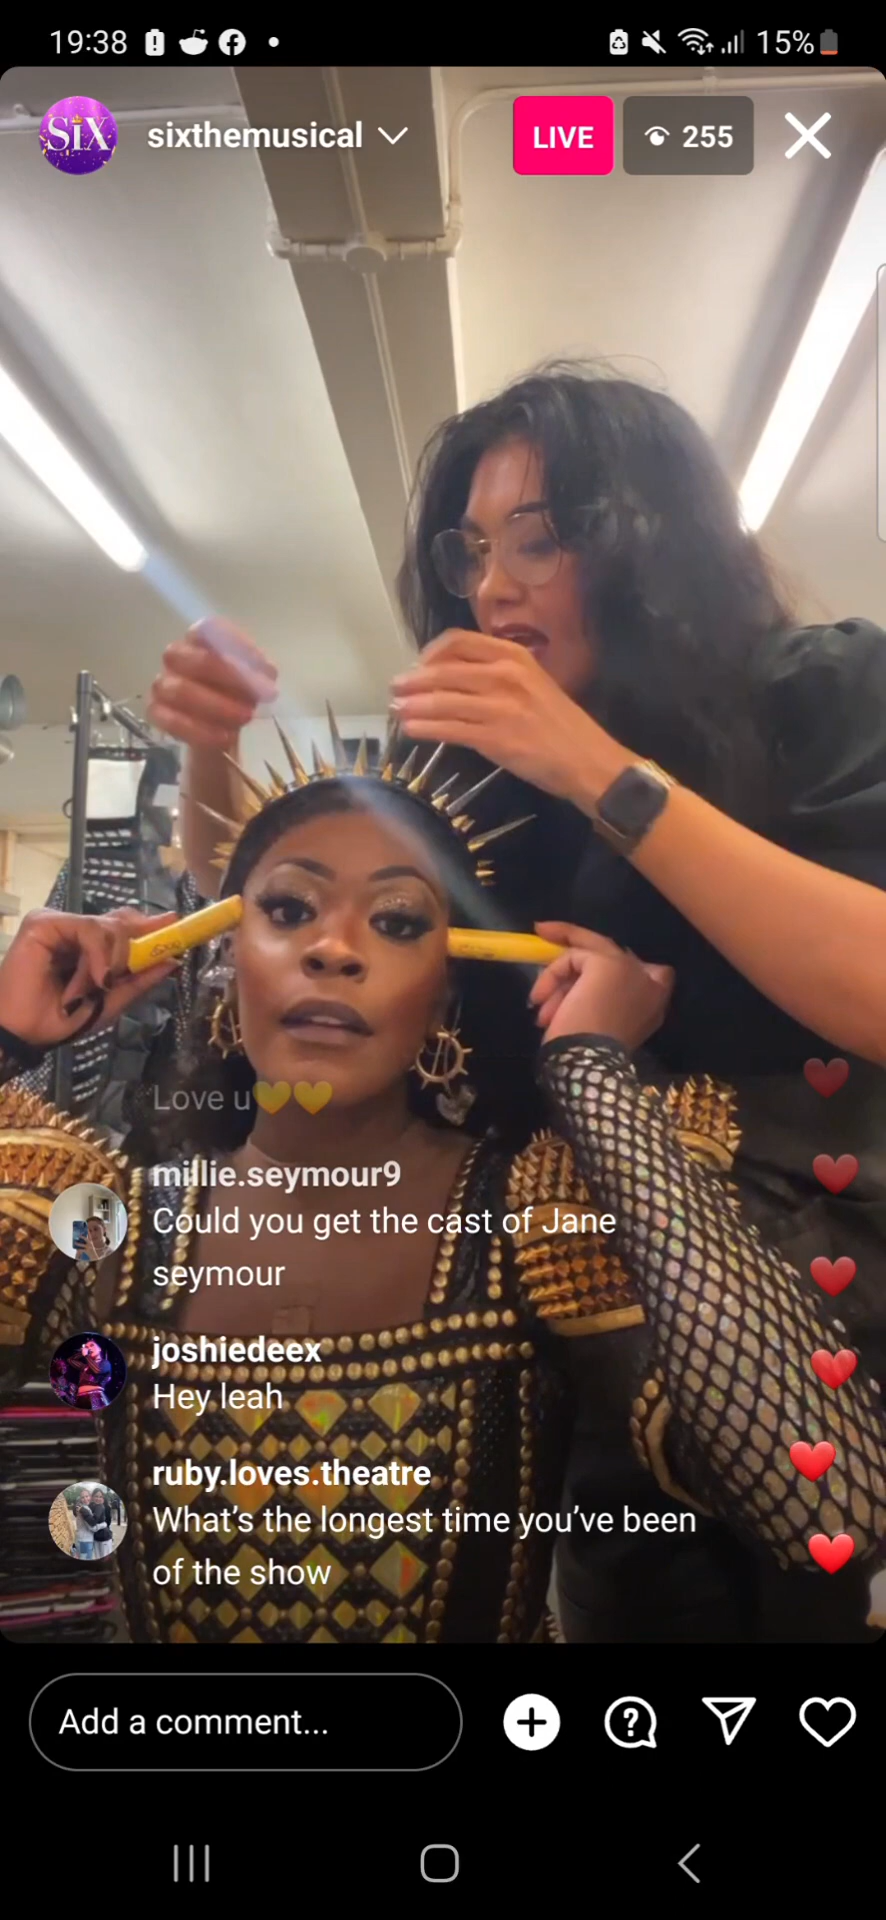 19:38
15%
SiX
sixthemusical
LIVE
255
Love u💛💛
millie.seymour9
Could you get the cast of Jane
seymour
joshiedeex
Hey leah
ruby.loves.theatre
What's the longest time you've been
of the show
Add a comment...